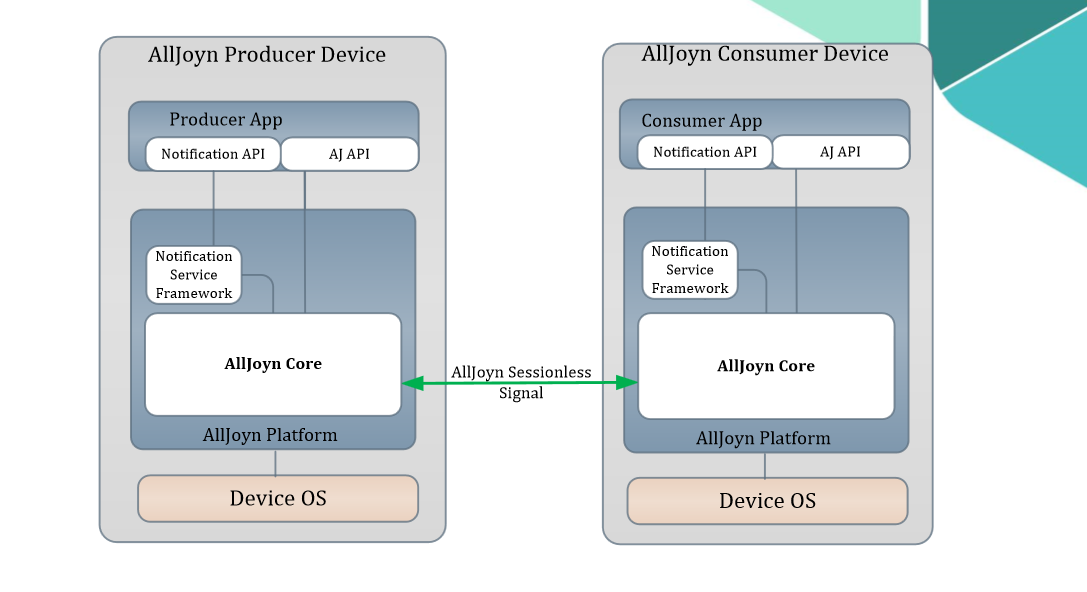 AllJoyn Producer Device
Producer App
Notification API
AJ API
Notification
Service
Framework
AllJoyn Core
AllJoyn Platform
Device OS
AllJoyn Sessionless
Signal
AllJoyn Consumer Device
Consumer App
Notification API
AJ API
Notification
Service
Framework
AllJoyn Core
AllJoyn Platform
Device OS